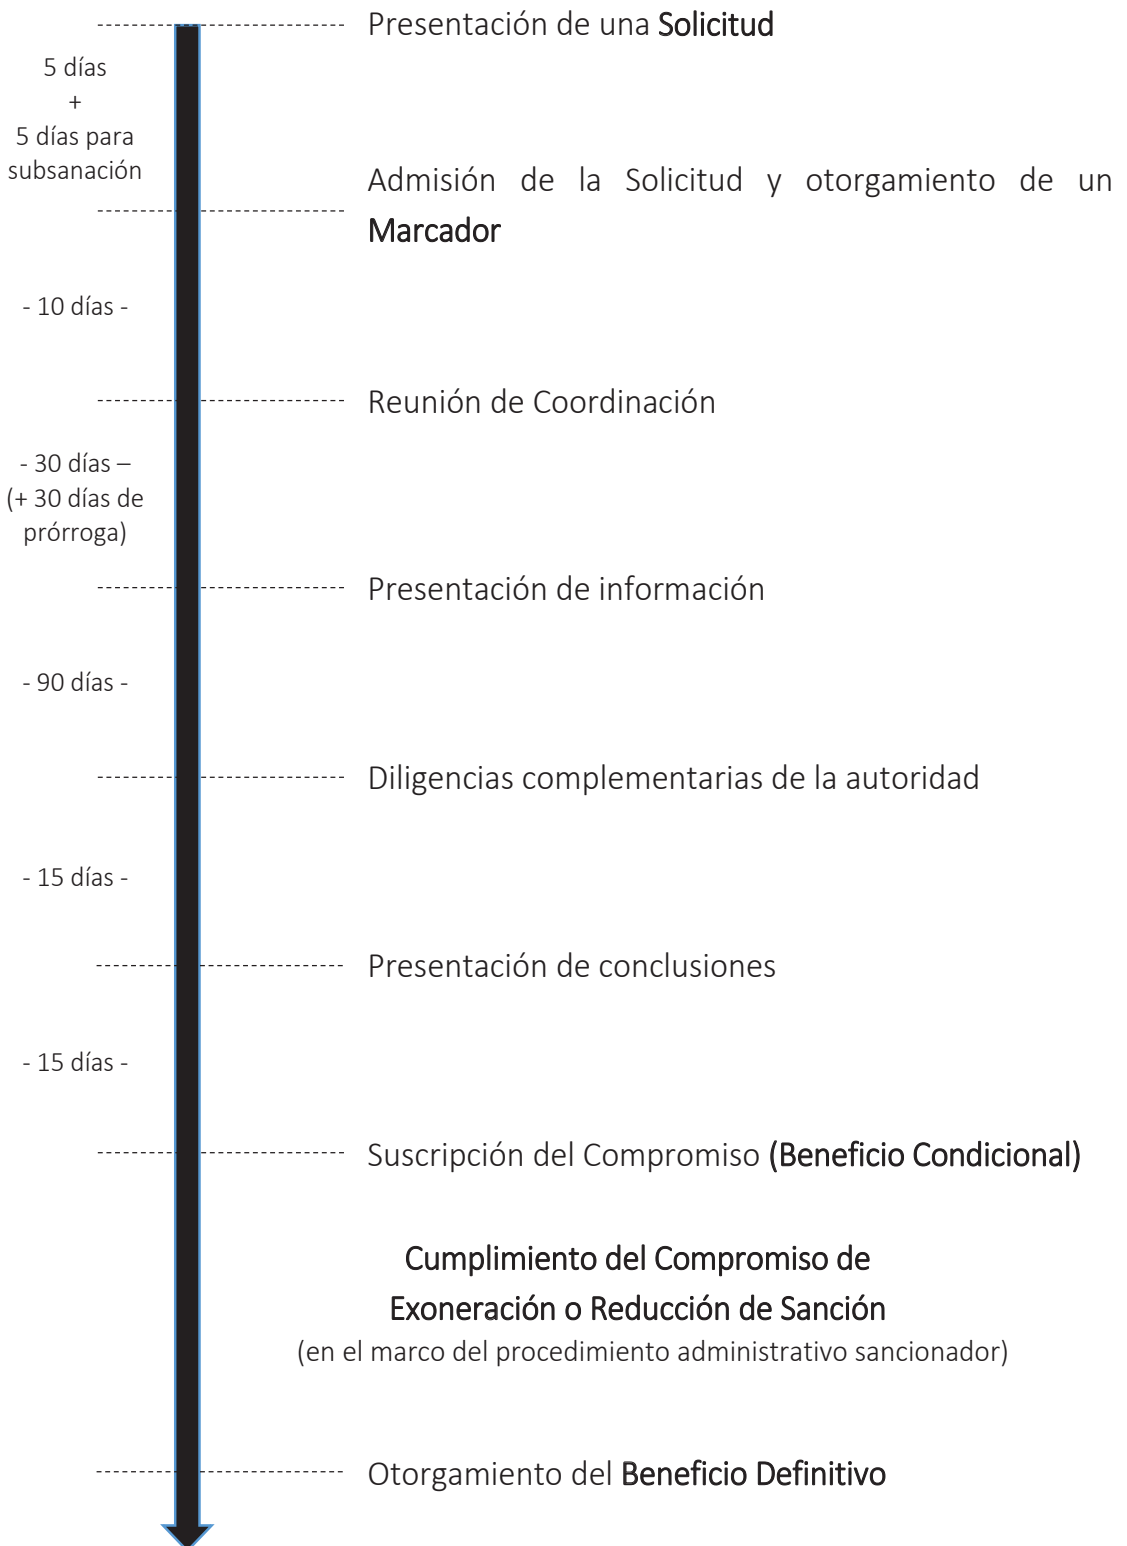 Presentación de una Solicitud
5 días
+
5 días para
subsanación
Admisión de la Solicitud y otorgamiento de un
Marcador
- 10 días -
Reunión de Coordinación
- 30 días –
(+ 30 días de
prórroga)
Presentación de información
- 90 días -
Diligencias complementarias de la autoridad
- 15 días -
Presentación de conclusiones
- 15 días -
Suscripción del Compromiso (Beneficio Condicional)
Cumplimiento del Compromiso de
Exoneración o Reducción de Sanción
(en el marco del procedimiento administrativo sancionador)
Otorgamiento del Beneficio Definitivo